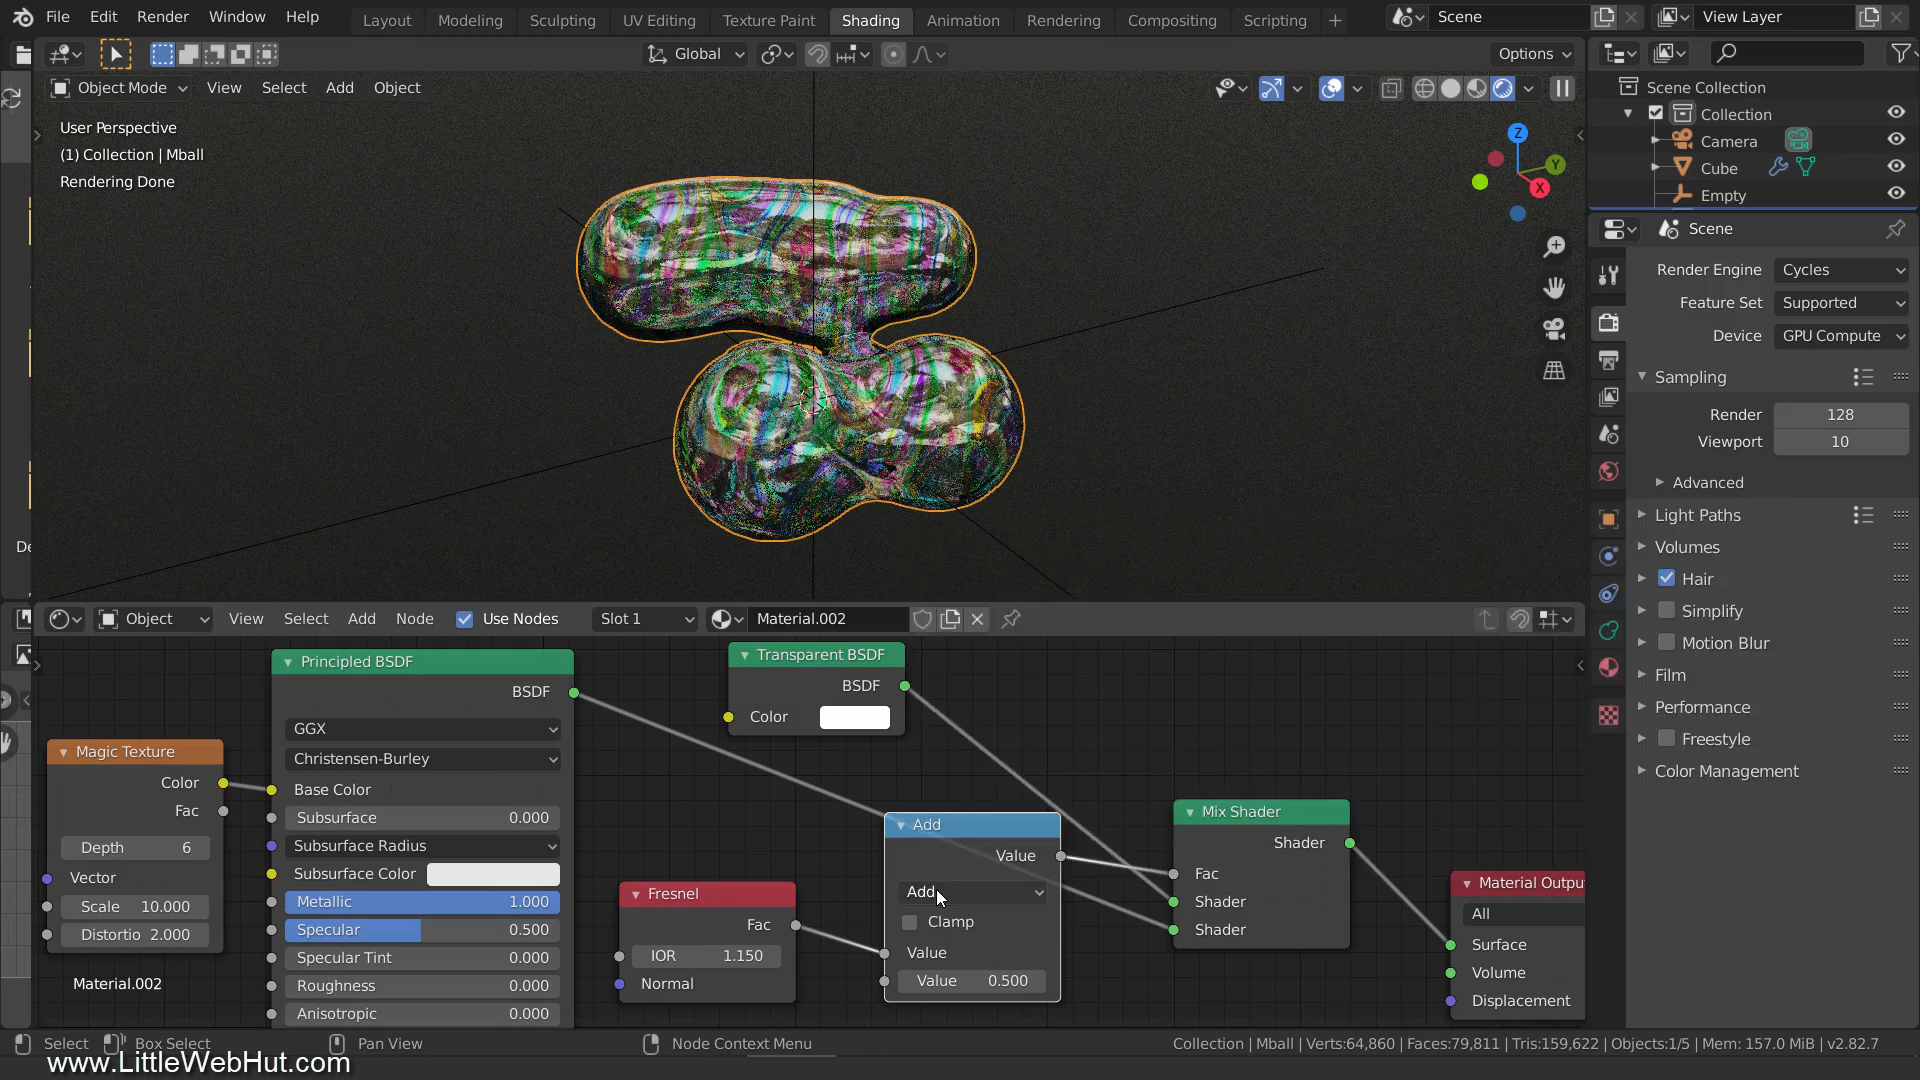 File Edit Render Window Help Layout Modeling Sculpting UV Editing Texture Paint Shading Animation Rendering Compositing Scripting + Scene View Layer
Global Options
Object Mode View Select Add Object
User Perspective
(1) Collection | Mball
Rendering Done
Z
Y
X
Scene Collection
Collection
Camera
Cube
Empty
Scene
Render Engine Cycles
Feature Set Supported
Device GPU Compute
Sampling
Render 128
Viewport 10
Advanced
Light Paths
Volumes
Hair
Simplify
Motion Blur
Film
Performance
Freestyle
Color Management
De
Object View Select Add Node Use Nodes Slot 1 Material.002
Magic Texture
Color
Fac
Depth 6
Vector
Scale 10.000
Distortio 2.000
Material.002
Principled BSDF
BSDF
GGX
Christensen-Burley
Base Color
Subsurface 0.000
Subsurface Radius
Subsurface Color
Metallic 1.000
Specular 0.500
Specular Tint 0.000
Roughness 0.000
Anisotropic 0.000
Transparent BSDF
BSDF
Color
Fresnel
Fac
IOR 1.150
Normal
Add
Value
Add
Clamp
Value
Value 0.500
Mix Shader
Shader
Fac
Shader
Shader
Material Outpu
All
Surface
Volume
Displacement
Select Box Select Pan View Node Context Menu Collection | Mball | Verts:64,860 | Faces:79,811 | Tris:159,622 | Objects:1/5 | Mem: 157.0 MiB | v2.82.7
www.LittleWebHut.com